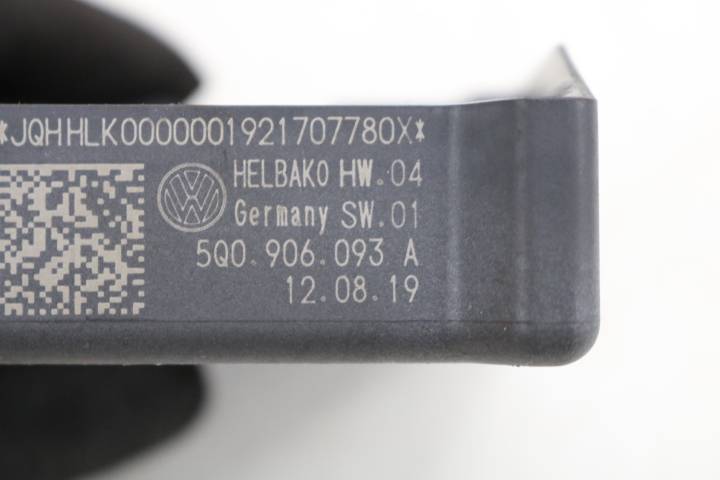 *JQHHLK0000001921707780X*
HELBAKO HW.04
Germany SW.01
5Q0.906.093 A
12.08.19